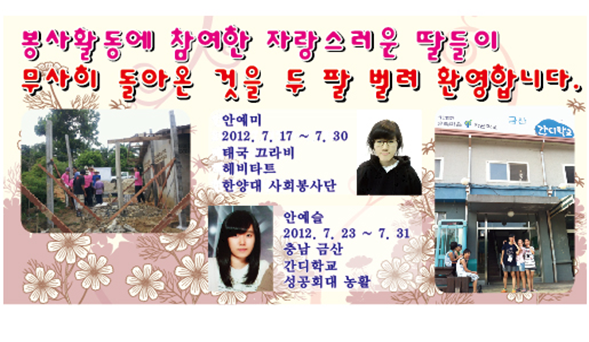 봉사활동에 참여한 자랑스러운 딸들이
무사히 돌아온 것을 두 팔 벌려 환영합니다.
안예미
2012. 7. 17 ~ 7. 30
태국 끄라비
헤비타트
한양대 사회봉사단
안예슬
2012. 7. 23 ~ 7. 31
충남 금산
간디학교
성공회대 농활
금산
간디학교